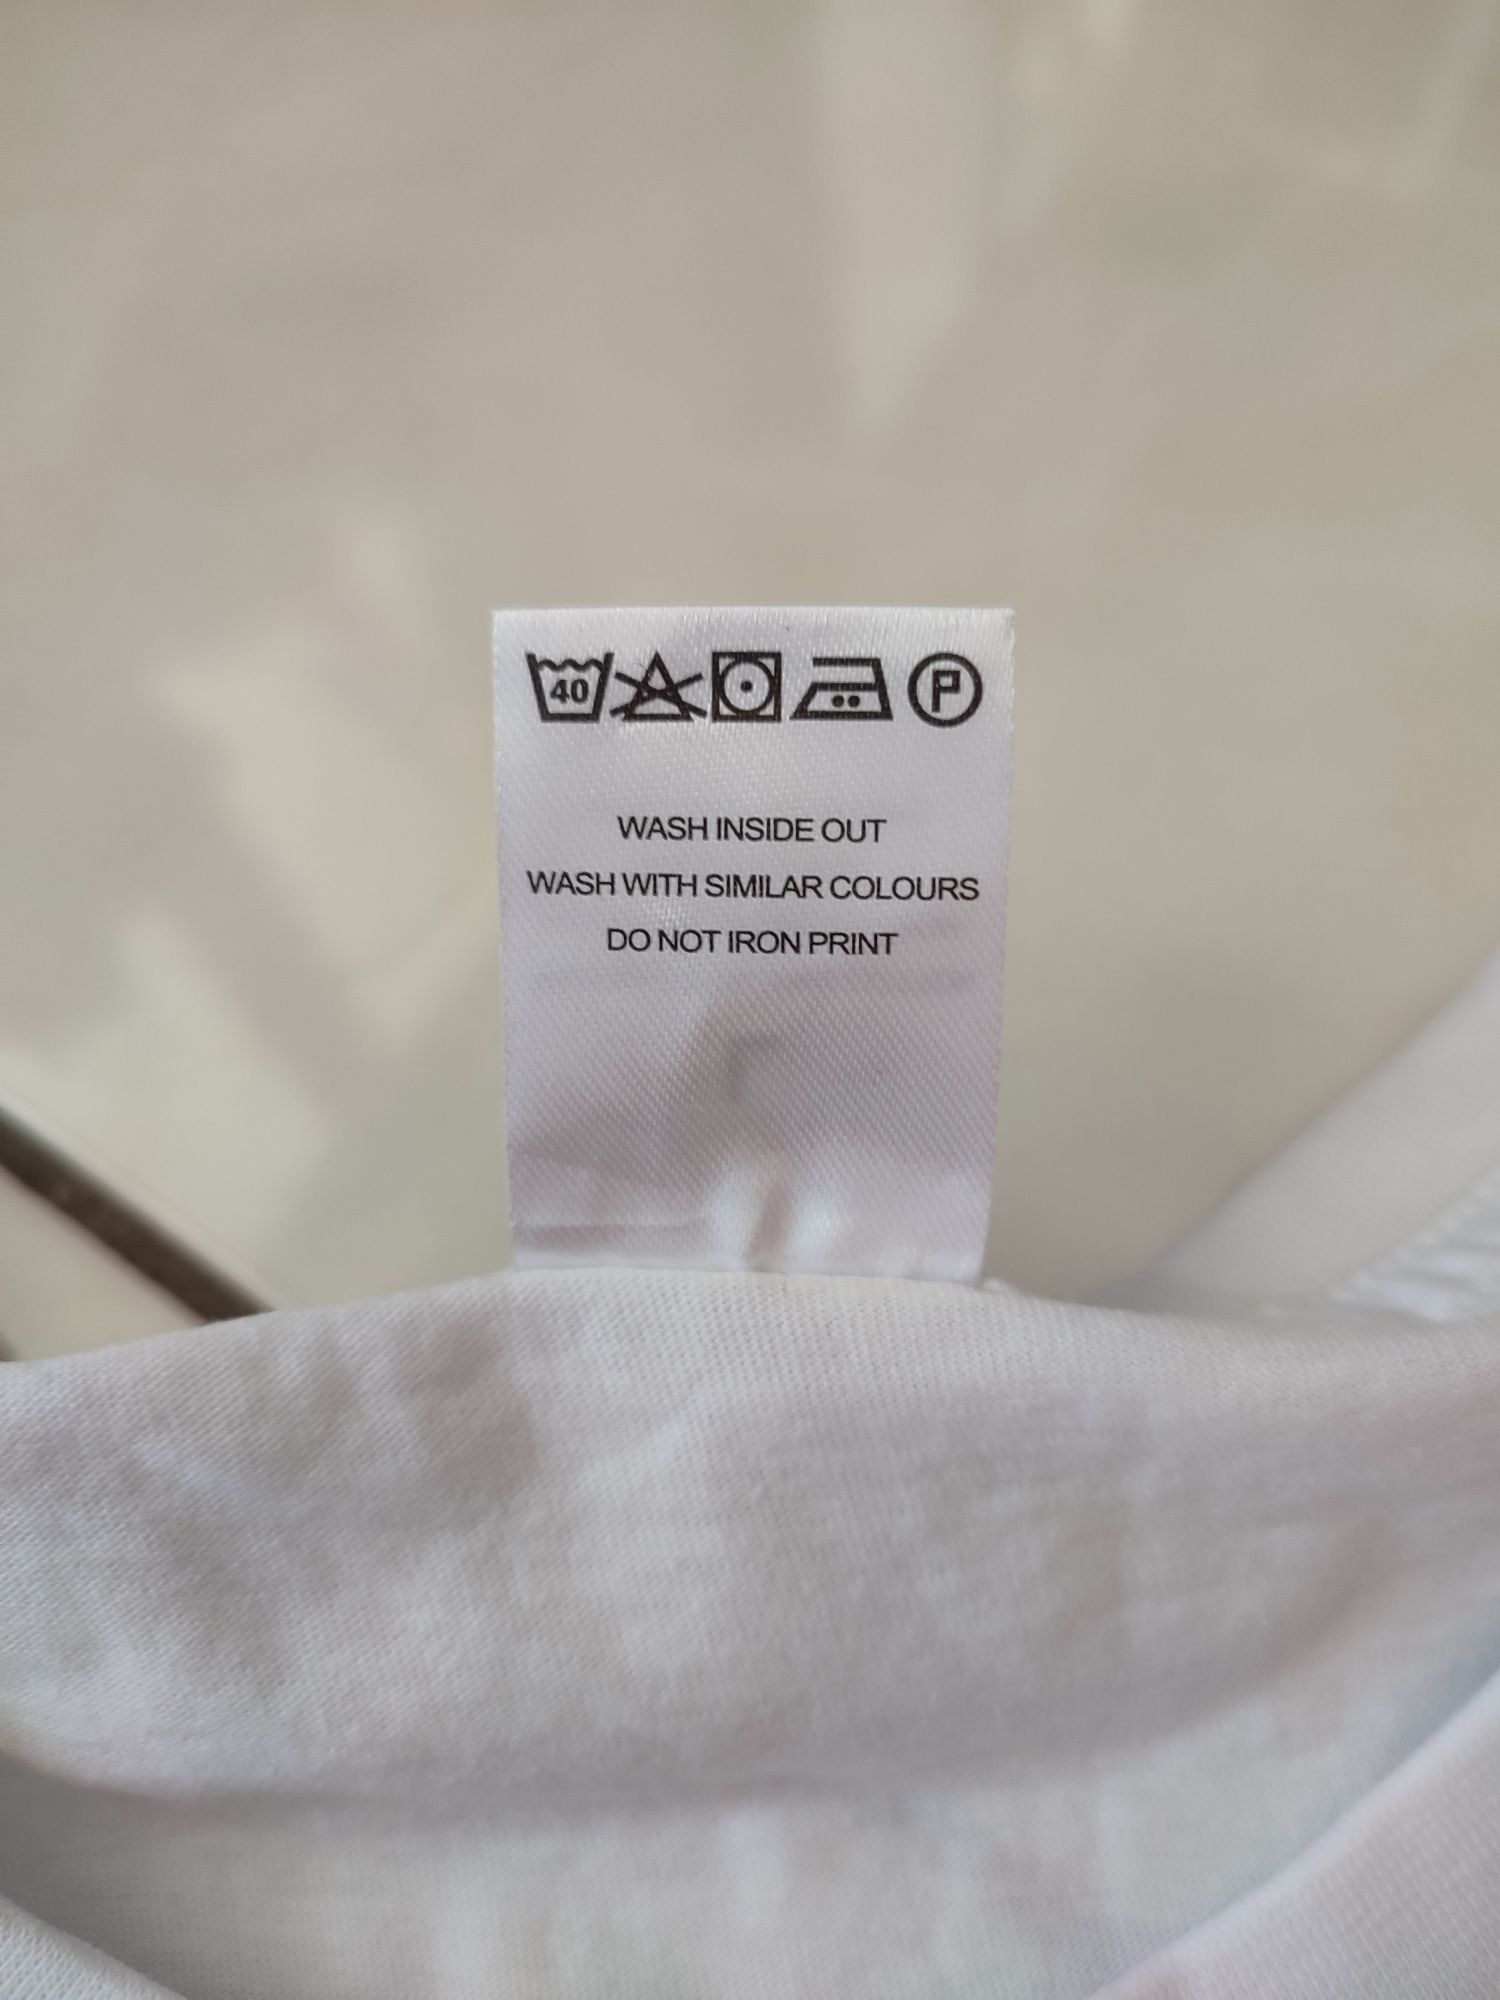 40 P
WASH INSIDE OUT
WASH WITH SIMILAR COLOURS
DO NOT IRON PRINT